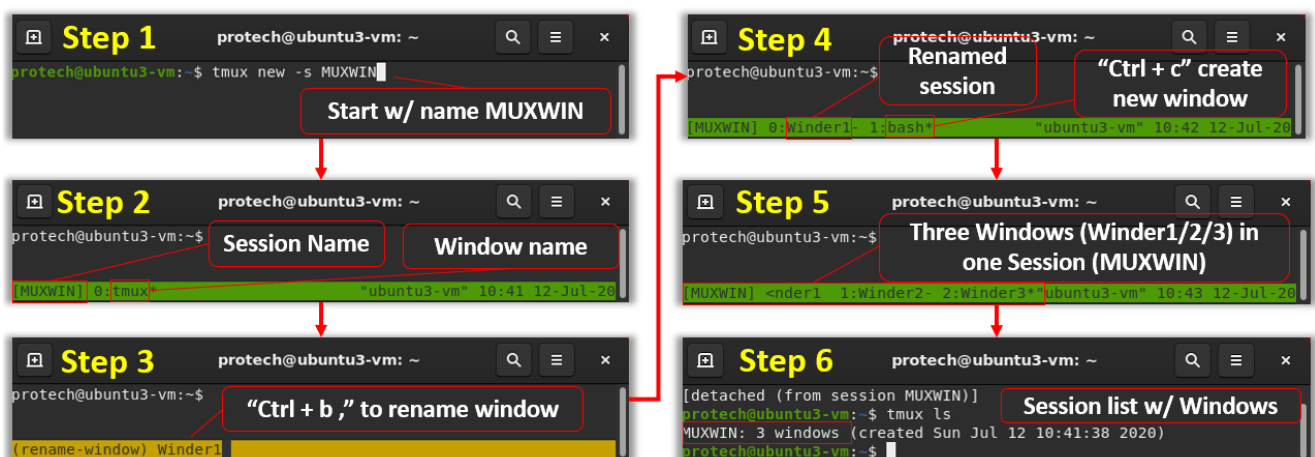 Step 1
protech@ubuntu3-vm: ~
protech@ubuntu3-vm:~$ tmux new -s MUXWIN
Start w/ name MUXWIN
Step 2
protech@ubuntu3-vm: ~
protech@ubuntu3-vm:~$
Session Name
Window name
[MUXWIN] 0:tmux* "ubuntu3-vm" 10:41 12-Jul-20
Step 3
protech@ubuntu3-vm: ~
protech@ubuntu3-vm:~$
“Ctrl + b ,” to rename window
(rename-window) Winder1
Step 4
protech@ubuntu3-vm: ~
protech@ubuntu3-vm:~$
Renamed
session
“Ctrl + c” create
new window
[MUXWIN] 0:Winder1- 1:bash* "ubuntu3-vm" 10:42 12-Jul-20
Step 5
protech@ubuntu3-vm: ~
protech@ubuntu3-vm:~$
Three Windows (Winder1/2/3) in
one Session (MUXWIN)
[MUXWIN] <nder1 1:Winder2- 2:Winder3*"ubuntu3-vm" 10:43 12-Jul-20
Step 6
protech@ubuntu3-vm: ~
[detached (from session MUXWIN)]
protech@ubuntu3-vm:~$ tmux ls
Session list w/ Windows
MUXWIN: 3 windows (created Sun Jul 12 10:41:38 2020)
protech@ubuntu3-vm:~$